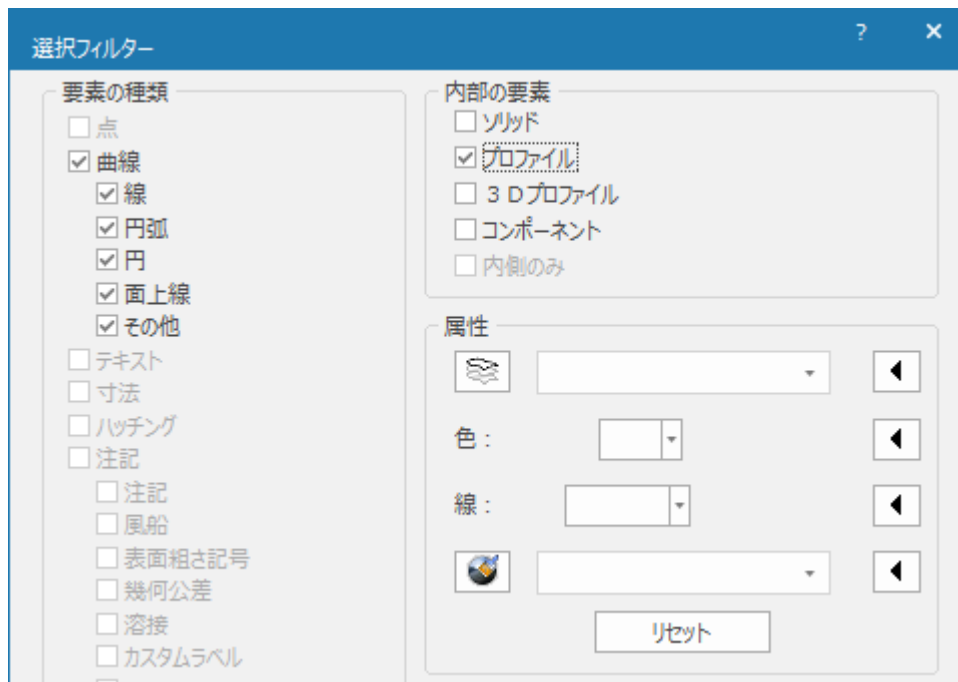 選択フィルター
?
×
要素の種類
点
曲線
線
円弧
円
面上線
その他
テキスト
寸法
ハッチング
注記
注記
風船
表面粗さ記号
幾何公差
溶接
カスタムラベル
内部の要素
ソリッド
プロファイル
３Ｄプロファイル
コンポーネント
内側のみ
属性
色：
線：
リセット